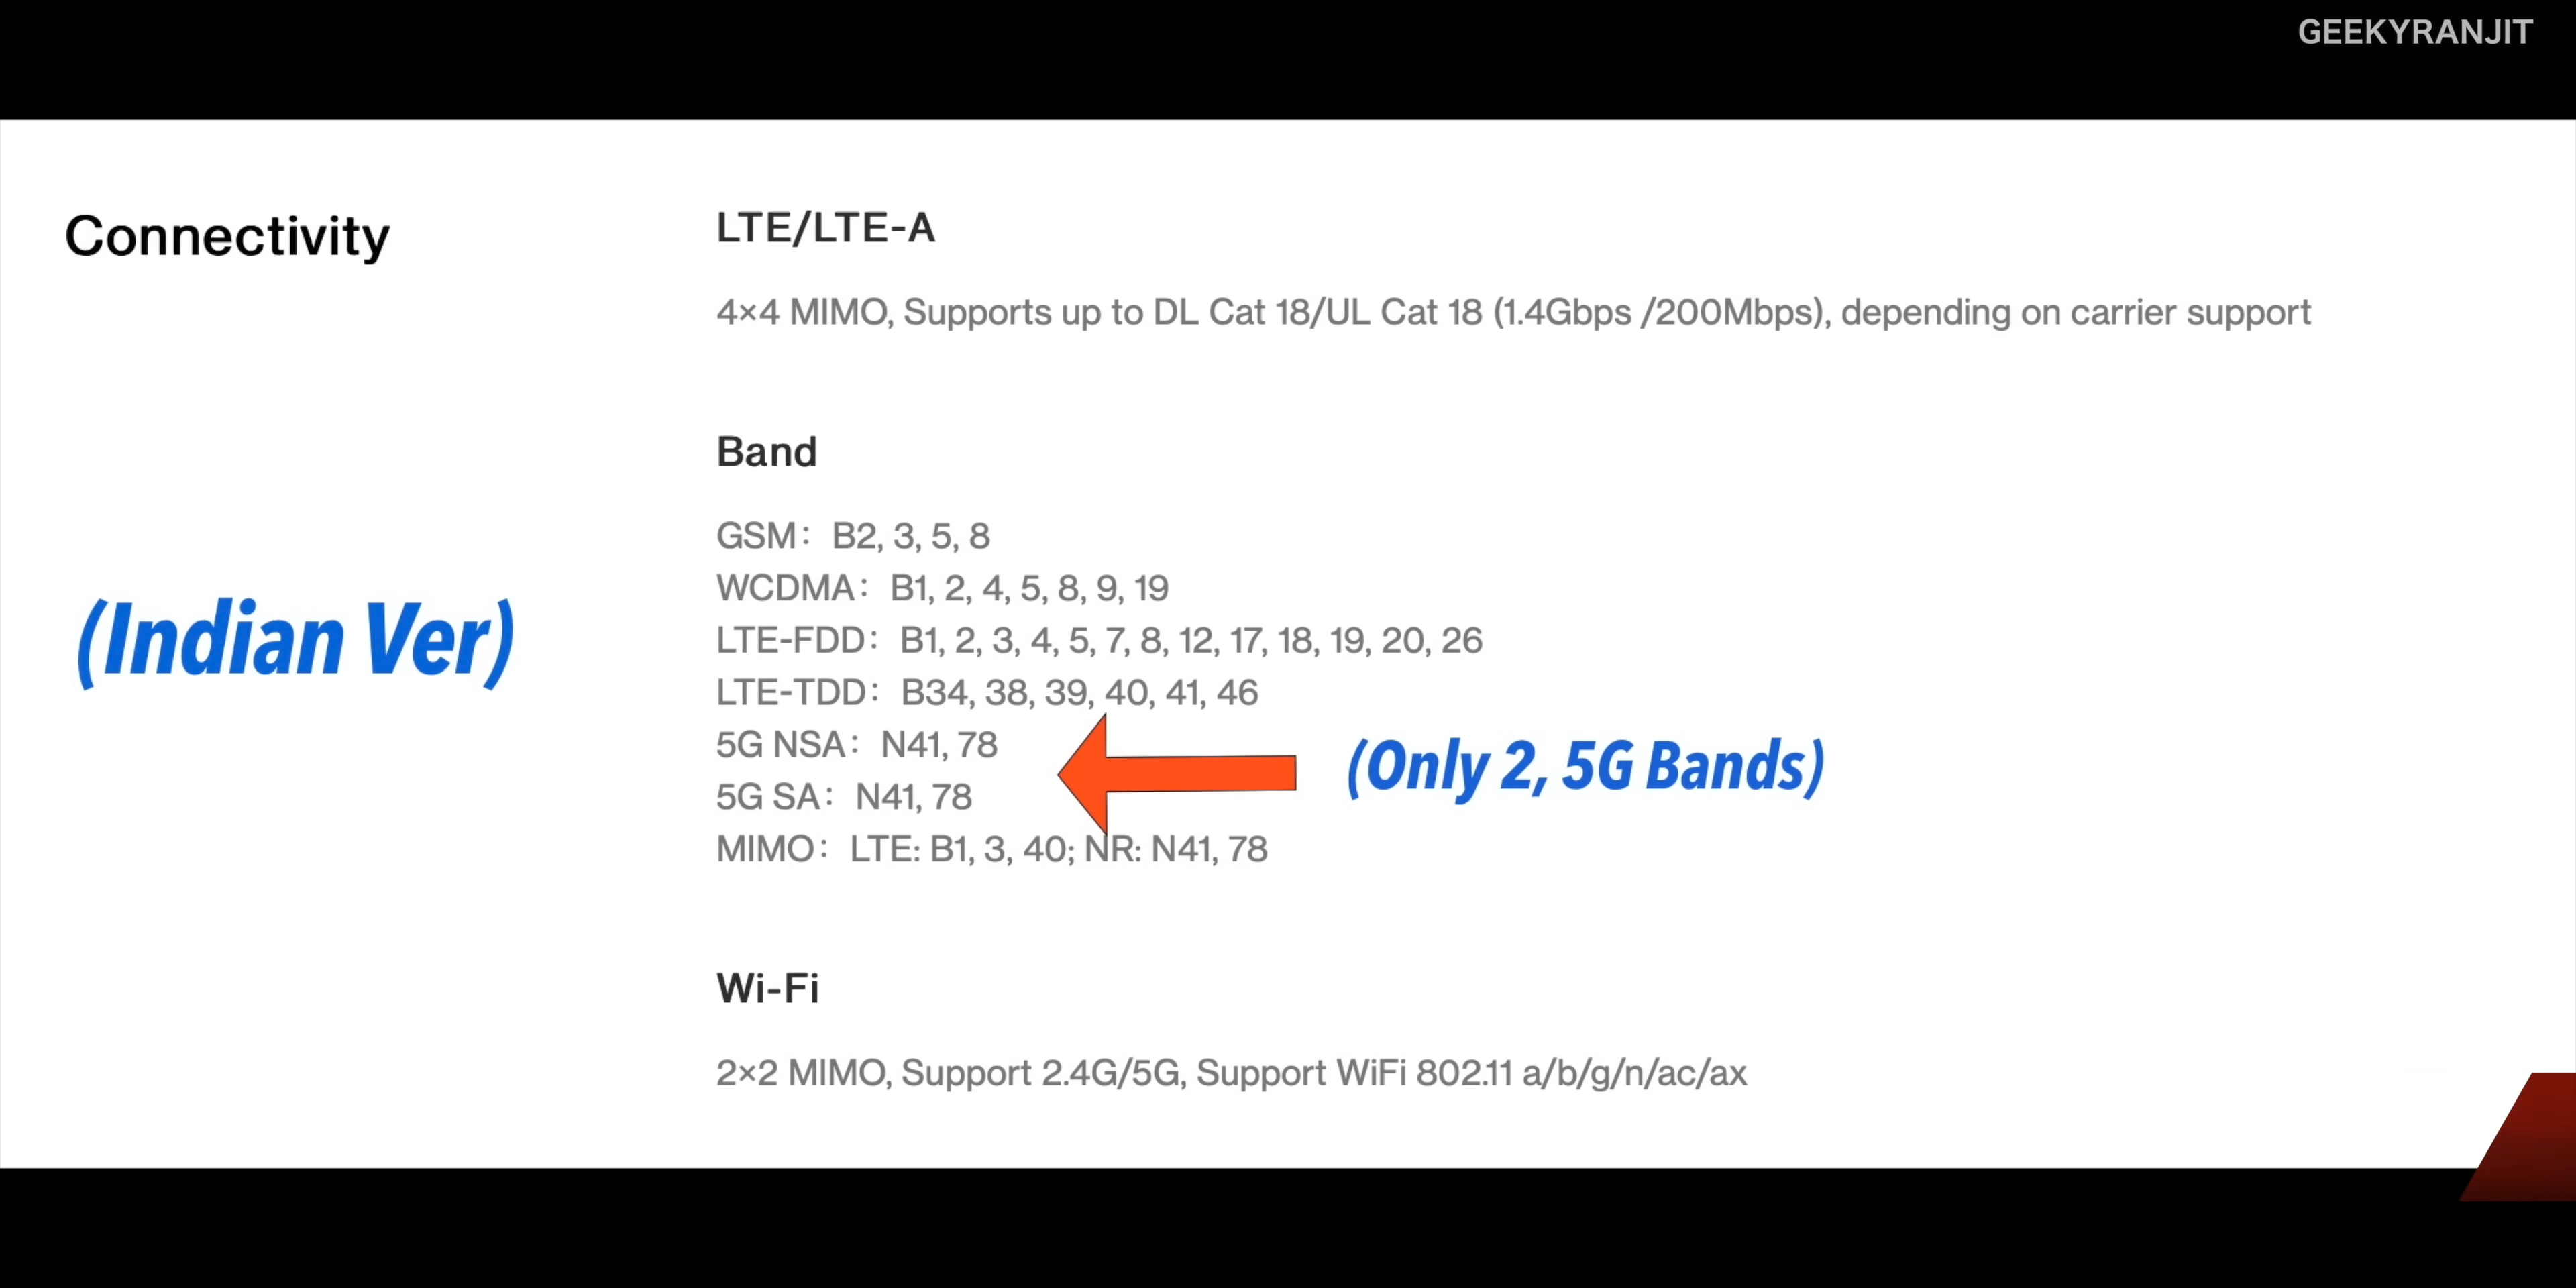 GEEKYRANJIT
Connectivity
LTE/LTE-A
4×4 MIMO, Supports up to DL Cat 18/UL Cat 18 (1.4Gbps /200Mbps), depending on carrier support
Band
GSM： B2, 3, 5, 8
WCDMA： B1, 2, 4, 5, 8, 9, 19
(Indian Ver)
LTE-FDD： B1, 2, 3, 4, 5, 7, 8, 12, 17, 18, 19, 20, 26
LTE-TDD： B34, 38, 39, 40, 41, 46
5G NSA： N41, 78
(Only 2, 5G Bands)
5G SA： N41, 78
MIMO： LTE: B1, 3, 40; NR: N41, 78
Wi-Fi
2×2 MIMO, Support 2.4G/5G, Support WiFi 802.11 a/b/g/n/ac/ax